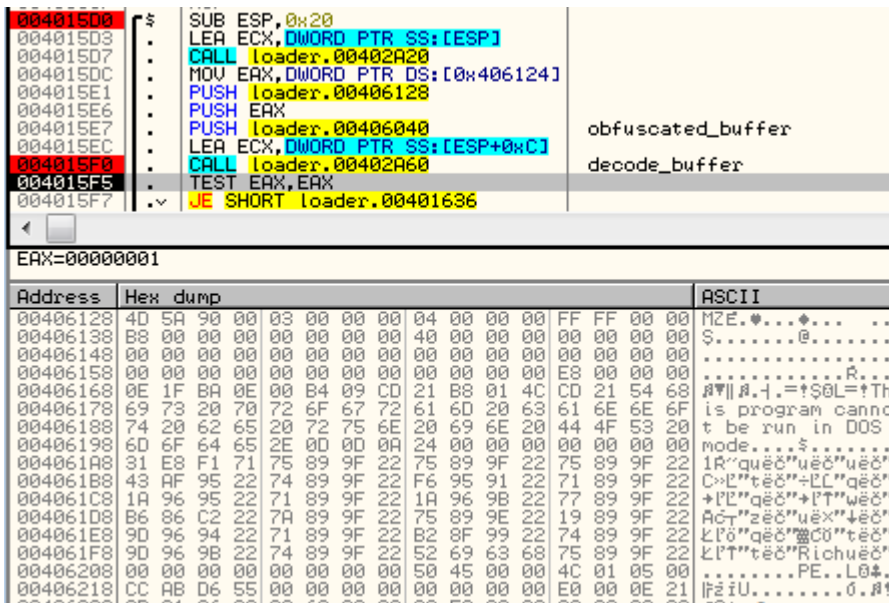 004015D0 $ SUB ESP,0x20
004015D3 . LEA ECX,DWORD PTR SS:[ESP]
004015D7 . CALL loader.00402A20
004015DC . MOV EAX,DWORD PTR DS:[0x406124]
004015E1 . PUSH loader.00406128
004015E6 . PUSH EAX
004015E7 . PUSH loader.00406040 obfuscated_buffer
004015EC . LEA ECX,DWORD PTR SS:[ESP+0xC]
004015F0 . CALL loader.00402A60 decode_buffer
004015F5 . TEST EAX,EAX
004015F7 . JE SHORT loader.00401636
EAX=00000001
Address Hex dump ASCII
00406128 4D 5A 90 00 03 00 00 00 04 00 00 00 FF FF 00 00
00406138 B8 00 00 00 00 00 00 00 40 00 00 00 00 00 00 00
00406148 00 00 00 00 00 00 00 00 00 00 00 00 00 00 00 00
00406158 00 00 00 00 00 00 00 00 00 00 00 00 E8 00 00 00
00406168 0E 1F BA 0E 00 B4 09 CD 21 B8 01 4C CD 21 54 68
00406178 69 73 20 70 72 6F 67 72 61 6D 20 63 61 6E 6E 6F is program canno
00406188 74 20 62 65 20 72 75 6E 20 69 6E 20 44 4F 53 20 t be run in DOS
00406198 6D 6F 64 65 2E 0D 0D 0A 24 00 00 00 00 00 00 00 mode....$.......
004061A8 31 E8 F1 71 75 89 9F 22 75 89 9F 22 75 89 9F 22
004061B8 43 AF 95 22 74 89 9F 22 F6 95 91 22 71 89 9F 22
004061C8 1A 96 95 22 71 89 9F 22 1A 96 9B 22 77 89 9F 22
004061D8 B6 86 C2 22 7A 89 9F 22 75 89 9E 22 19 89 9F 22
004061E8 9D 96 94 22 71 89 9F 22 B2 8F 99 22 74 89 9F 22
004061F8 9D 96 9B 22 74 89 9F 22 52 69 63 68 75 89 9F 22
00406208 00 00 00 00 00 00 00 00 50 45 00 00 4C 01 05 00
00406218 CC AB D6 55 00 00 00 00 00 00 00 00 E0 00 0E 21